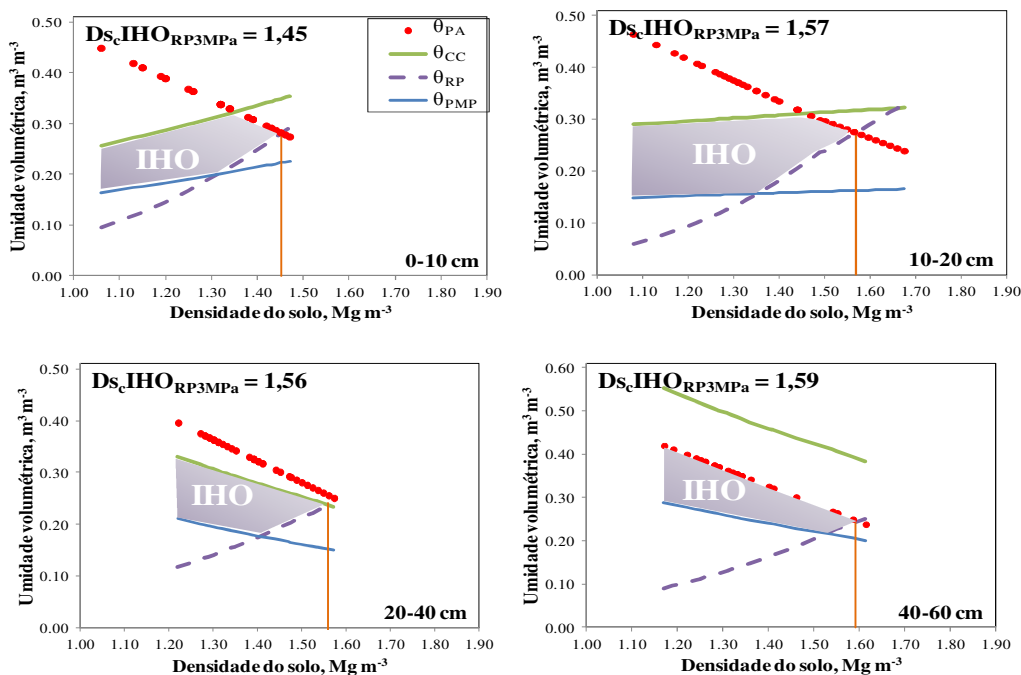 Ds_cIHO_RP3MPa = 1,45
θ_PA
θ_CC
θ_RP
θ_PMP
IHO
0-10 cm
Umidade volumétrica, m³ m⁻³
0.50
0.40
0.30
0.20
0.10
0.00
1.00 1.10 1.20 1.30 1.40 1.50 1.60 1.70 1.80 1.90
Densidade do solo, Mg m⁻³
Ds_cIHO_RP3MPa = 1,57
IHO
10-20 cm
Umidade volumétrica, m³ m⁻³
0.50
0.40
0.30
0.20
0.10
0.00
1.00 1.10 1.20 1.30 1.40 1.50 1.60 1.70 1.80 1.90
Densidade do solo, Mg m⁻³
Ds_cIHO_RP3MPa = 1,56
IHO
20-40 cm
Umidade volumétrica, m³ m⁻³
0.50
0.40
0.30
0.20
0.10
0.00
1.00 1.10 1.20 1.30 1.40 1.50 1.60 1.70 1.80 1.90
Densidade do solo, Mg m⁻³
Ds_cIHO_RP3MPa = 1,59
IHO
40-60 cm
Umidade volumétrica, m³ m⁻³
0.60
0.50
0.40
0.30
0.20
0.10
0.00
1.00 1.10 1.20 1.30 1.40 1.50 1.60 1.70 1.80 1.90
Densidade do solo, Mg m⁻³